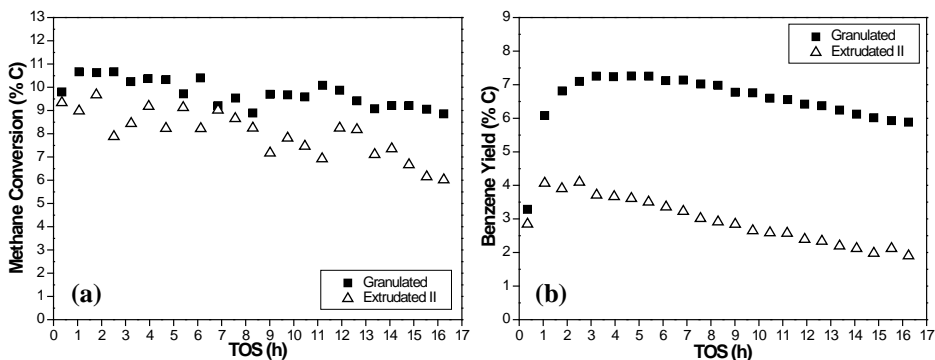 13
12
11
10
9
8
7
6
5
4
3
2
1
0
Methane Conversion (% C)
(a)
Granulated
Extrudated II
0 1 2 3 4 5 6 7 8 9 10 11 12 13 14 15 16 17
TOS (h)
9
8
7
6
5
4
3
2
1
0
Benzene Yield (% C)
Granulated
Extrudated II
(b)
0 1 2 3 4 5 6 7 8 9 10 11 12 13 14 15 16 17
TOS (h)